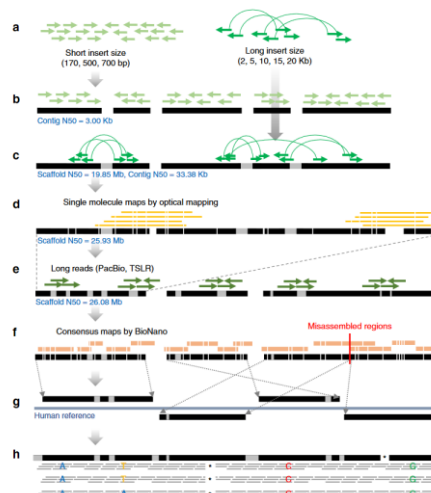 a
Short insert size
(170, 500, 700 bp)
Long insert size
(2, 5, 10, 15, 20 Kb)
b
Contig N50 = 3.00 Kb
c
Scaffold N50 = 19.85 Mb, Contig N50 = 33.38 Kb
d
Single molecule maps by optical mapping
Scaffold N50 = 25.93 Mb
e
Long reads (PacBio, TSLR)
Scaffold N50 = 26.08 Mb
f
Consensus maps by BioNano
Misassembled regions
g
Human reference
h
A
C
G
A
C
G